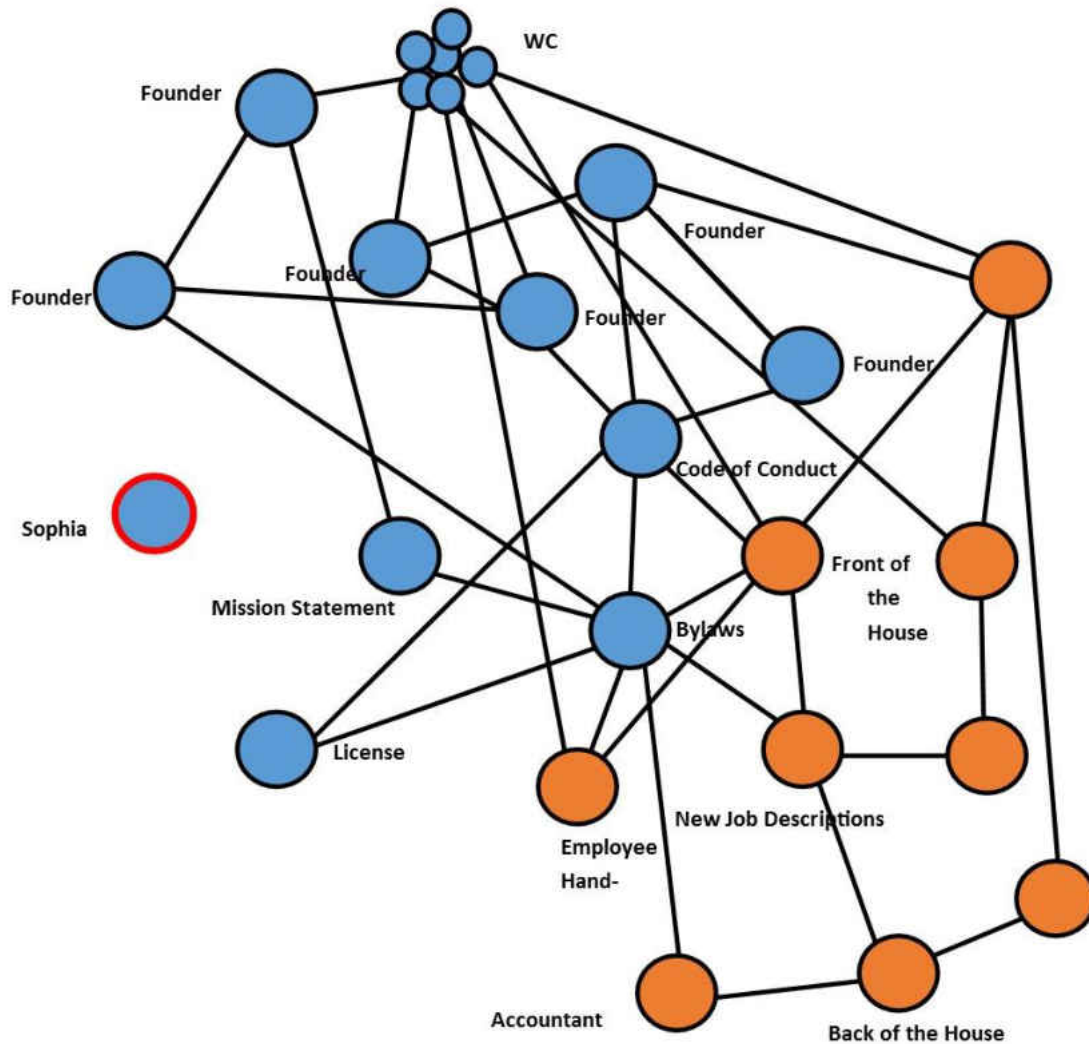 WC
Founder
Founder
Founder
Founder
Founder
Founder
Code of Conduct
Sophia
Front of
the
House
Mission Statement
Bylaws
License
New Job Descriptions
Employee
Hand-
Accountant
Back of the House